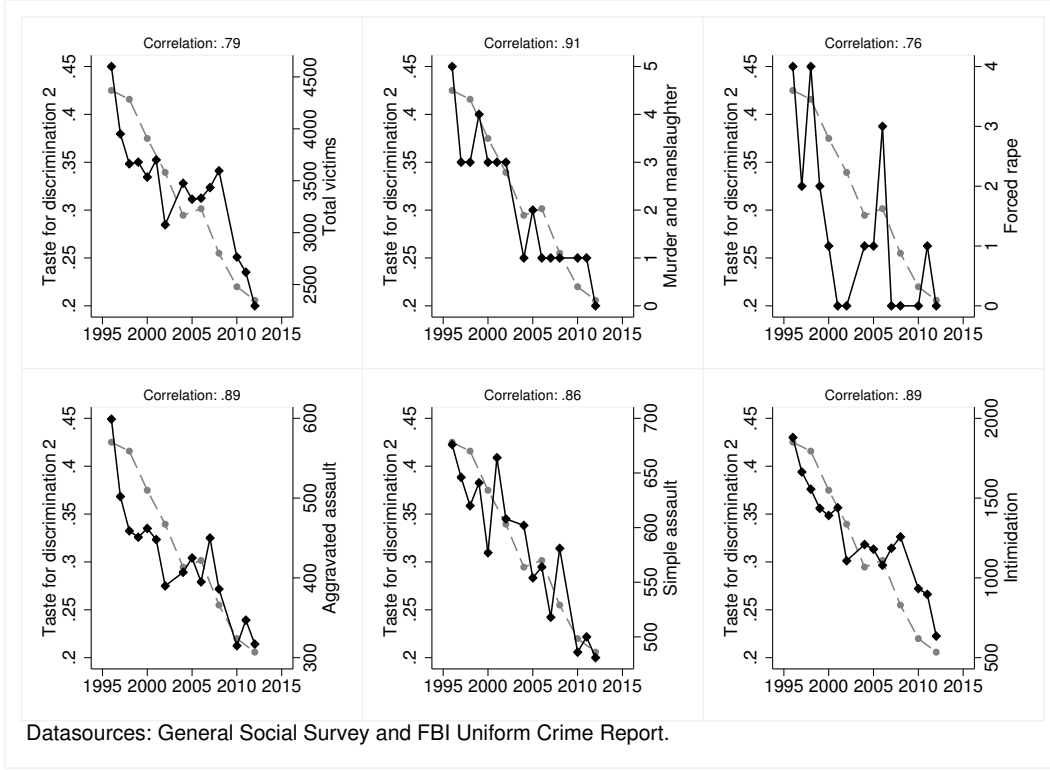 Correlation: .79
Taste for discrimination 2
.2 .25 .3 .35 .4 .45
2500 3000 3500 4000 4500
Total victims
1995 2000 2005 2010 2015
Correlation: .91
Taste for discrimination 2
.2 .25 .3 .35 .4 .45
0 1 2 3 4 5
Murder and manslaughter
1995 2000 2005 2010 2015
Correlation: .76
Taste for discrimination 2
.2 .25 .3 .35 .4 .45
0 1 2 3 4
Forced rape
1995 2000 2005 2010 2015
Correlation: .89
Taste for discrimination 2
.2 .25 .3 .35 .4 .45
300 400 500 600
Aggravated assault
1995 2000 2005 2010 2015
Correlation: .86
Taste for discrimination 2
.2 .25 .3 .35 .4 .45
500 550 600 650 700
Simple assault
1995 2000 2005 2010 2015
Correlation: .89
Taste for discrimination 2
.2 .25 .3 .35 .4 .45
500 1000 1500 2000
Intimidation
1995 2000 2005 2010 2015
Datasources: General Social Survey and FBI Uniform Crime Report.